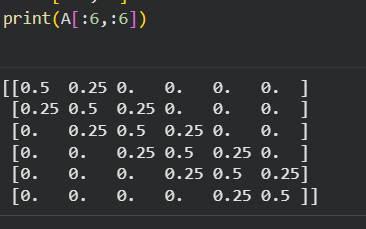 print(A[:6,:6])
[[0.5  0.25 0.   0.   0.   0.  ]
 [0.25 0.5  0.25 0.   0.   0.  ]
 [0.   0.25 0.5  0.25 0.   0.  ]
 [0.   0.   0.25 0.5  0.25 0.  ]
 [0.   0.   0.   0.25 0.5  0.25]
 [0.   0.   0.   0.   0.25 0.5 ]]